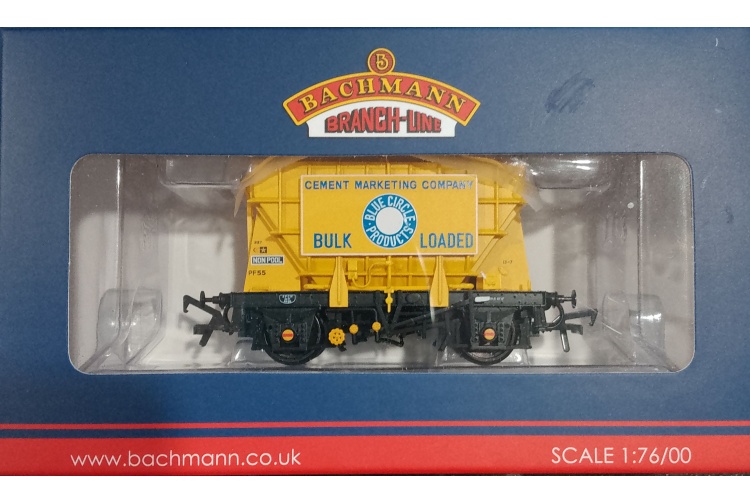 BACHMANN
BRANCH-LINE
CEMENT MARKETING COMPANY
BLUE CIRCLE PRODUCTS
BULK LOADED
NON POOL
PF55
www.bachmann.co.uk
SCALE 1:76/00